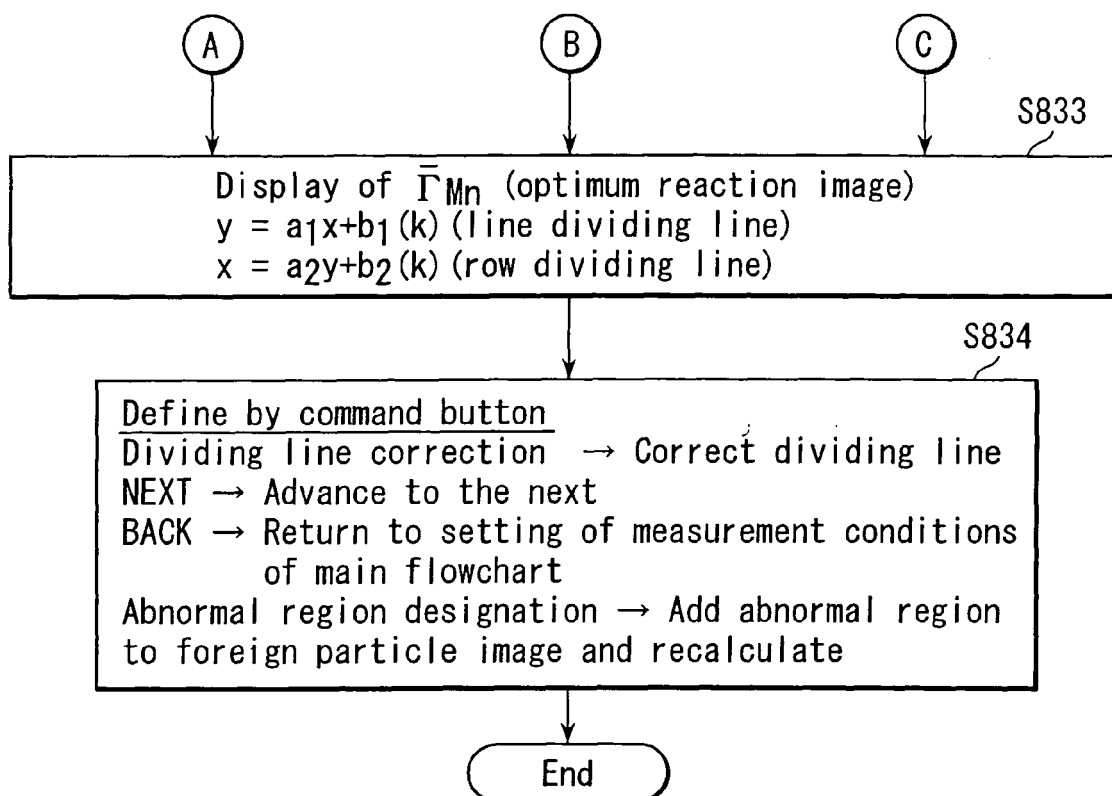 A B C
S833
Display of Γ̄Mn (optimum reaction image)
y = a1x+b1(k)(line dividing line)
x = a2y+b2(k)(row dividing line)
S834
Define by command button
Dividing line correction → Correct dividing line
NEXT → Advance to the next
BACK → Return to setting of measurement conditions
of main flowchart
Abnormal region designation → Add abnormal region
to foreign particle image and recalculate
End